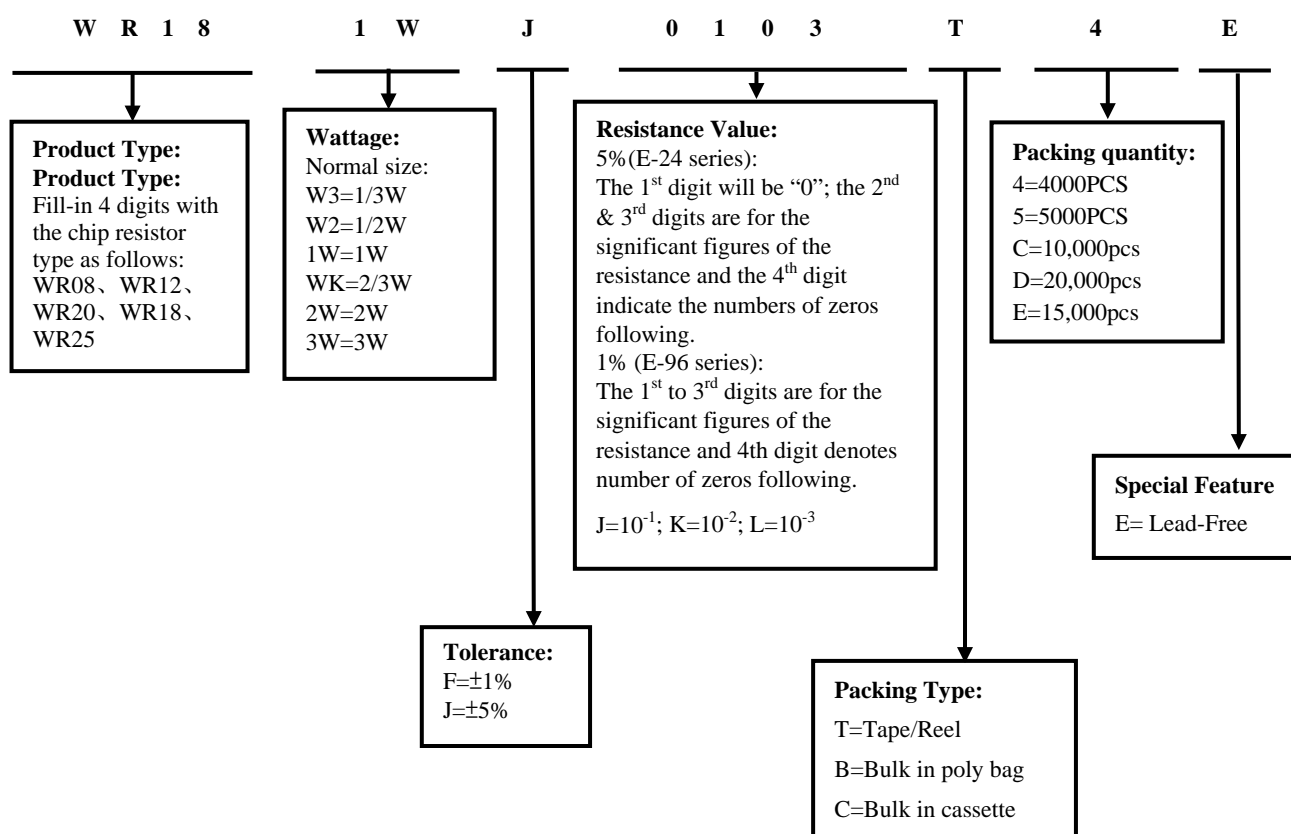 W R 1 8 1 W J 0 1 0 3 T 4 E
Product Type:
Product Type:
Fill-in 4 digits with
the chip resistor
type as follows:
WR08、WR12、
WR20、WR18、
WR25
Wattage:
Normal size:
W3=1/3W
W2=1/2W
1W=1W
WK=2/3W
2W=2W
3W=3W
Resistance Value:
5%(E-24 series):
The 1st digit will be “0”; the 2nd
& 3rd digits are for the
significant figures of the
resistance and the 4th digit
indicate the numbers of zeros
following.
1% (E-96 series):
The 1st to 3rd digits are for the
significant figures of the
resistance and 4th digit denotes
number of zeros following.
J=10-1; K=10-2; L=10-3
Packing quantity:
4=4000PCS
5=5000PCS
C=10,000pcs
D=20,000pcs
E=15,000pcs
Special Feature
E= Lead-Free
Tolerance:
F=±1%
J=±5%
Packing Type:
T=Tape/Reel
B=Bulk in poly bag
C=Bulk in cassette